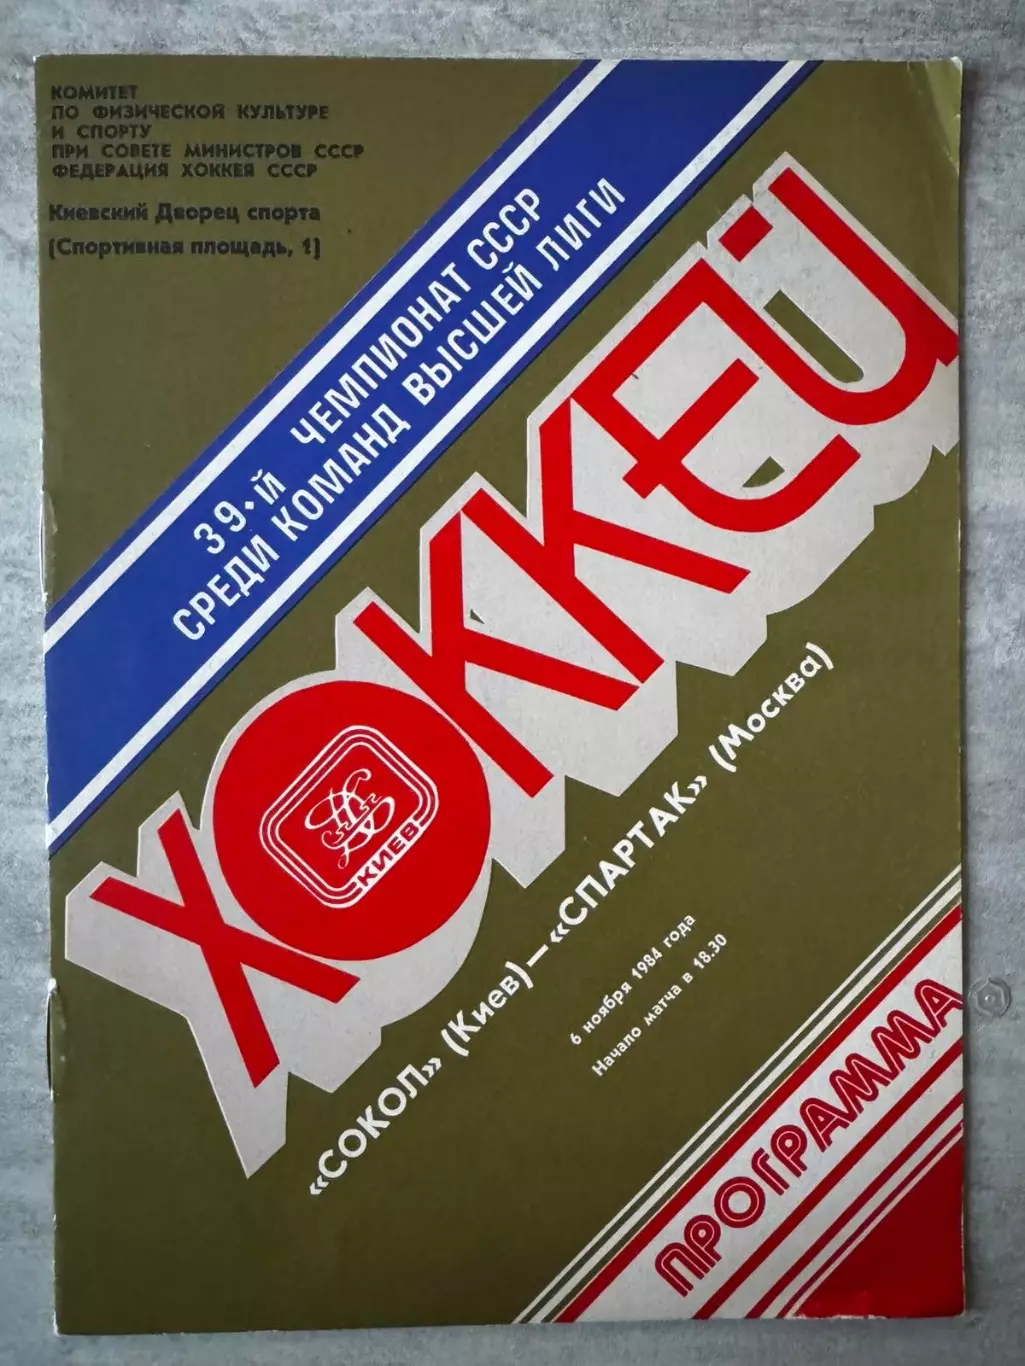 КОМИТЕТ
ПО ФИЗИЧЕСКОЙ КУЛЬТУРЕ
И СПОРТУ
ПРИ СОВЕТЕ МИНИСТРОВ СССР
ФЕДЕРАЦИЯ ХОККЕЯ СССР
Киевский Дворец спорта
(Спортивная площадь, 1)
39-ій ЧЕМПИОНАТ СССР
СРЕДИ КОМАНД ВЫСШЕЙ ЛИГИ
ХОККЕЙ
КИЕВ
«СОКОЛ» (Киев) — «СПАРТАК» (Москва)
6 ноября 1984 года
Начало матча в 18.30
ПРОГРАММА